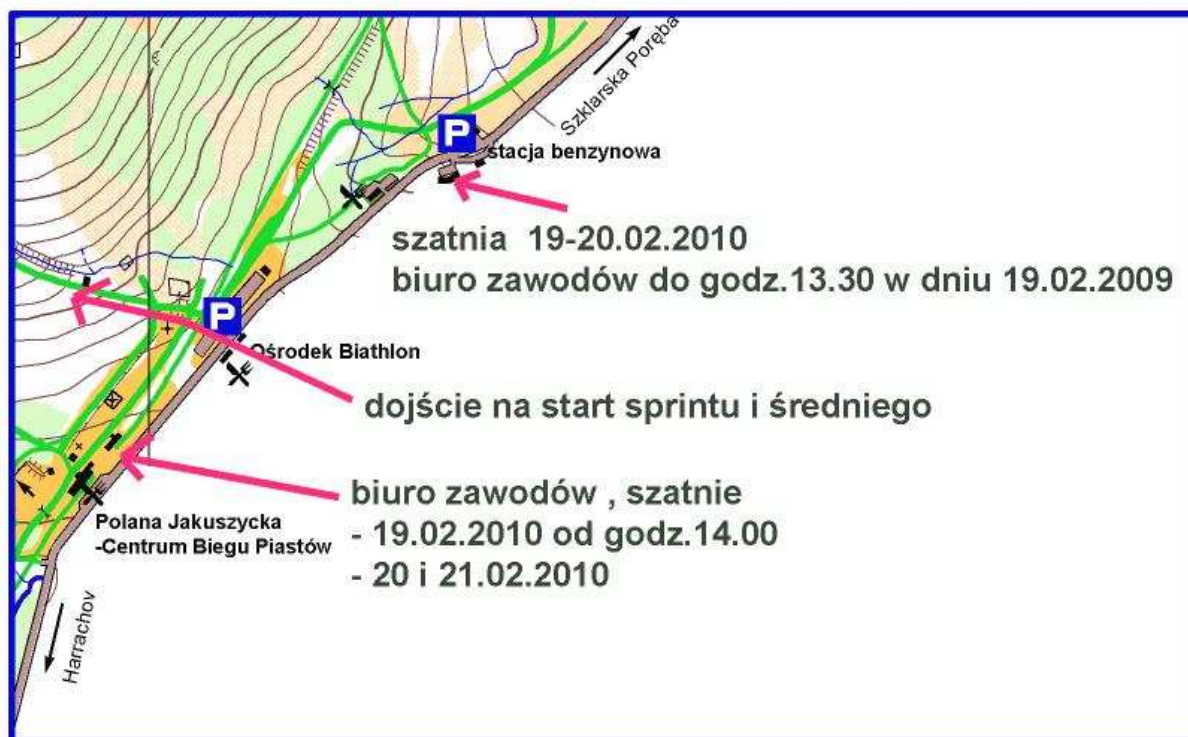 Szklarska Poręba
P
stacja benzynowa
szatnia 19-20.02.2010
biuro zawodów do godz.13.30 w dniu 19.02.2009
P
Ośrodek Biathlon
dojście na start sprintu i średniego
biuro zawodów , szatnie
- 19.02.2010 od godz.14.00
- 20 i 21.02.2010
Polana Jakuszycka
-Centrum Biegu Piastów
Harrachov